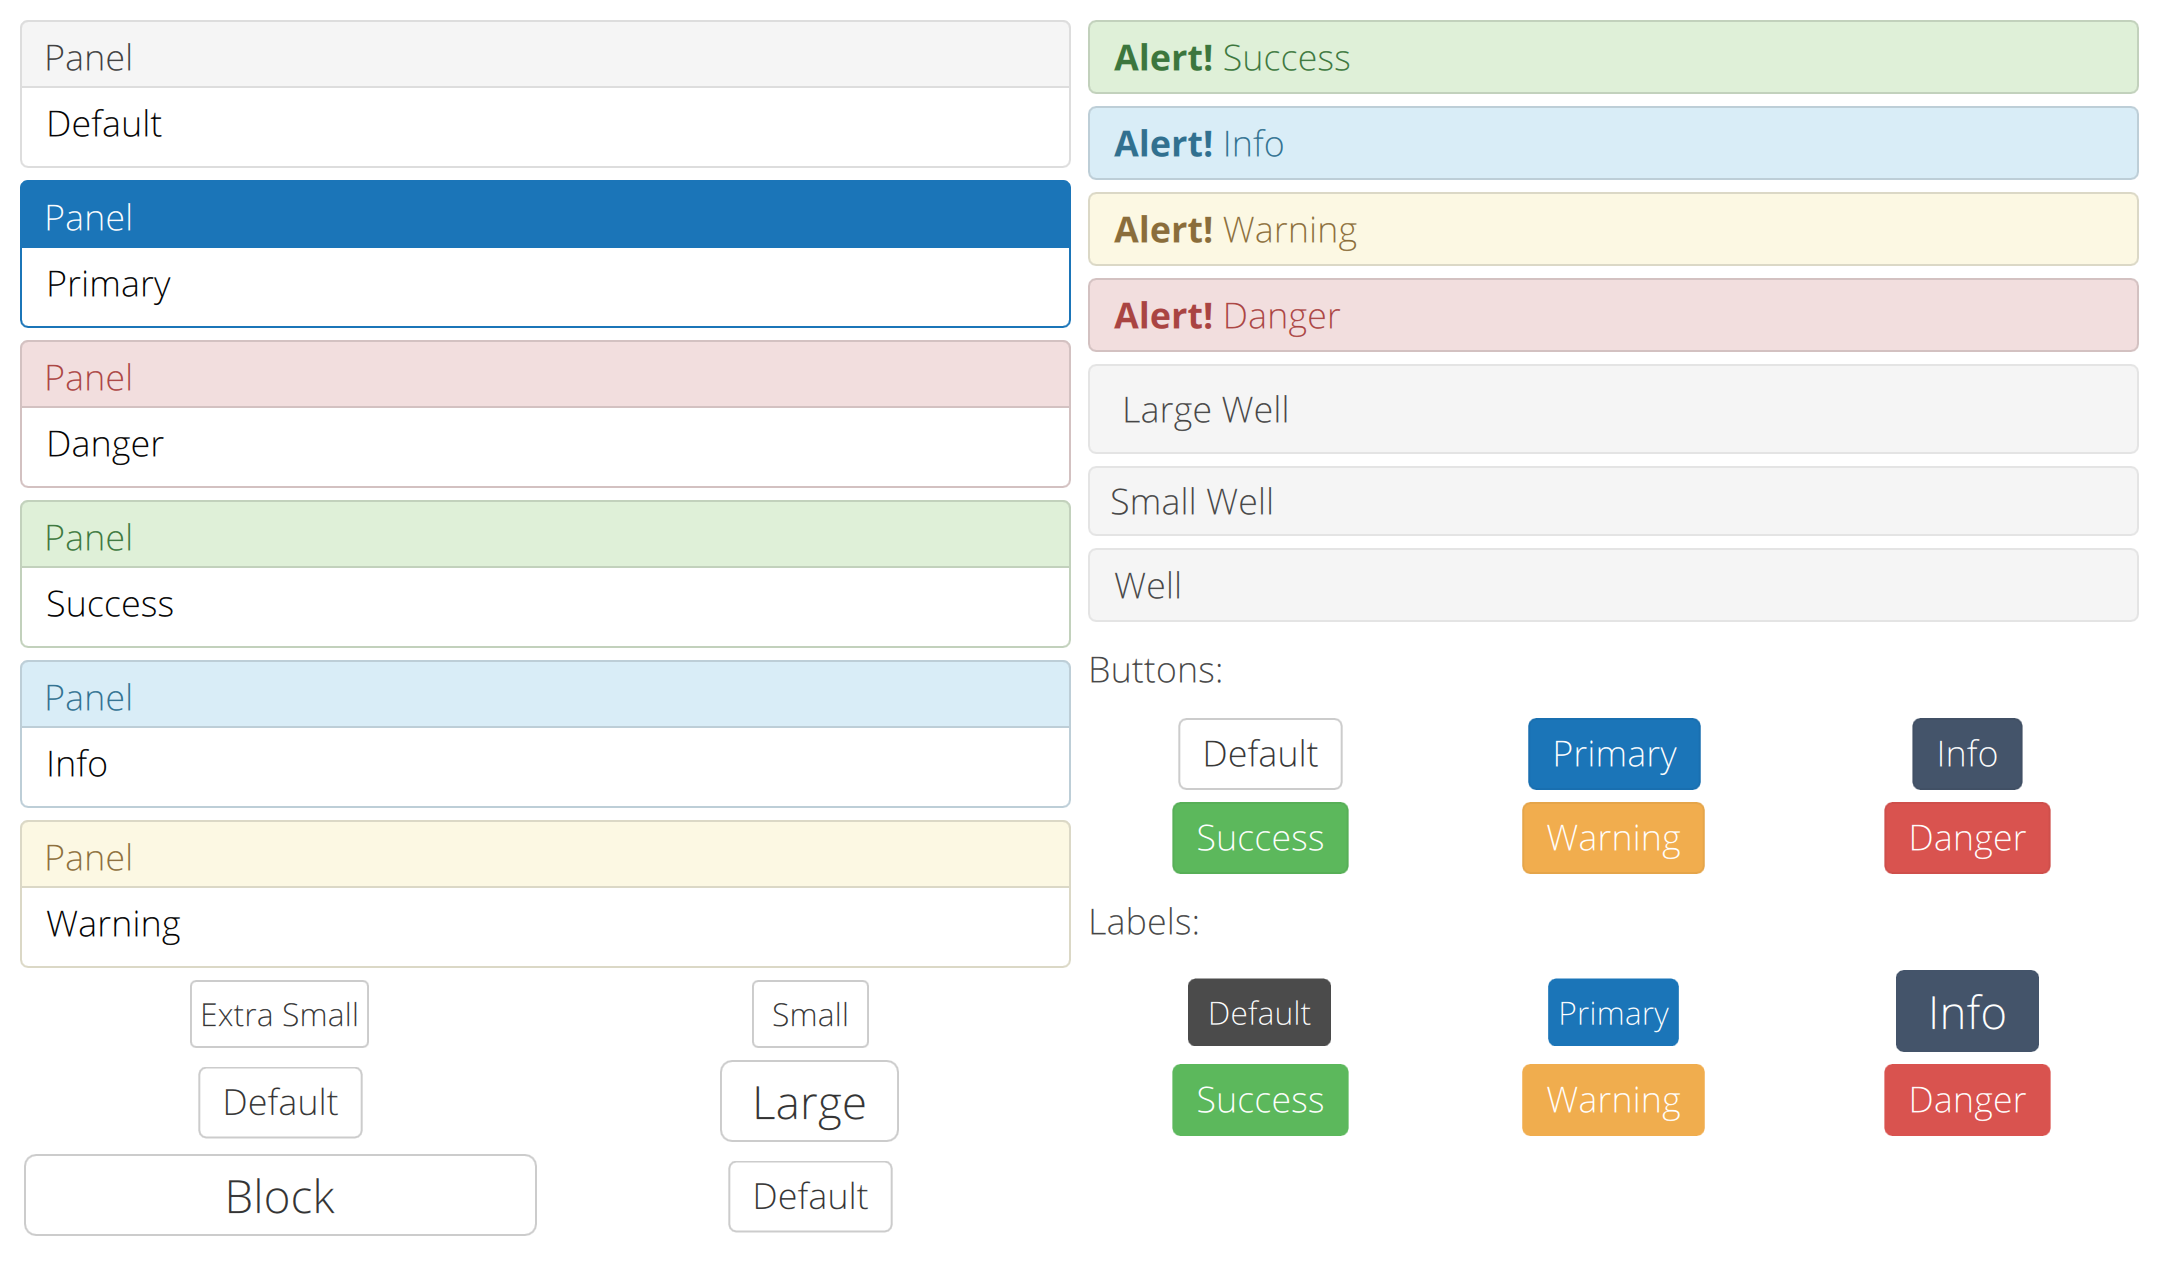 Panel
Default
Panel
Primary
Panel
Danger
Panel
Success
Panel
Info
Panel
Warning
Extra Small
Small
Default
Large
Block
Default
Alert! Success
Alert! Info
Alert! Warning
Alert! Danger
Large Well
Small Well
Well
Buttons:
Default
Primary
Info
Success
Warning
Danger
Labels:
Default
Primary
Info
Success
Warning
Danger